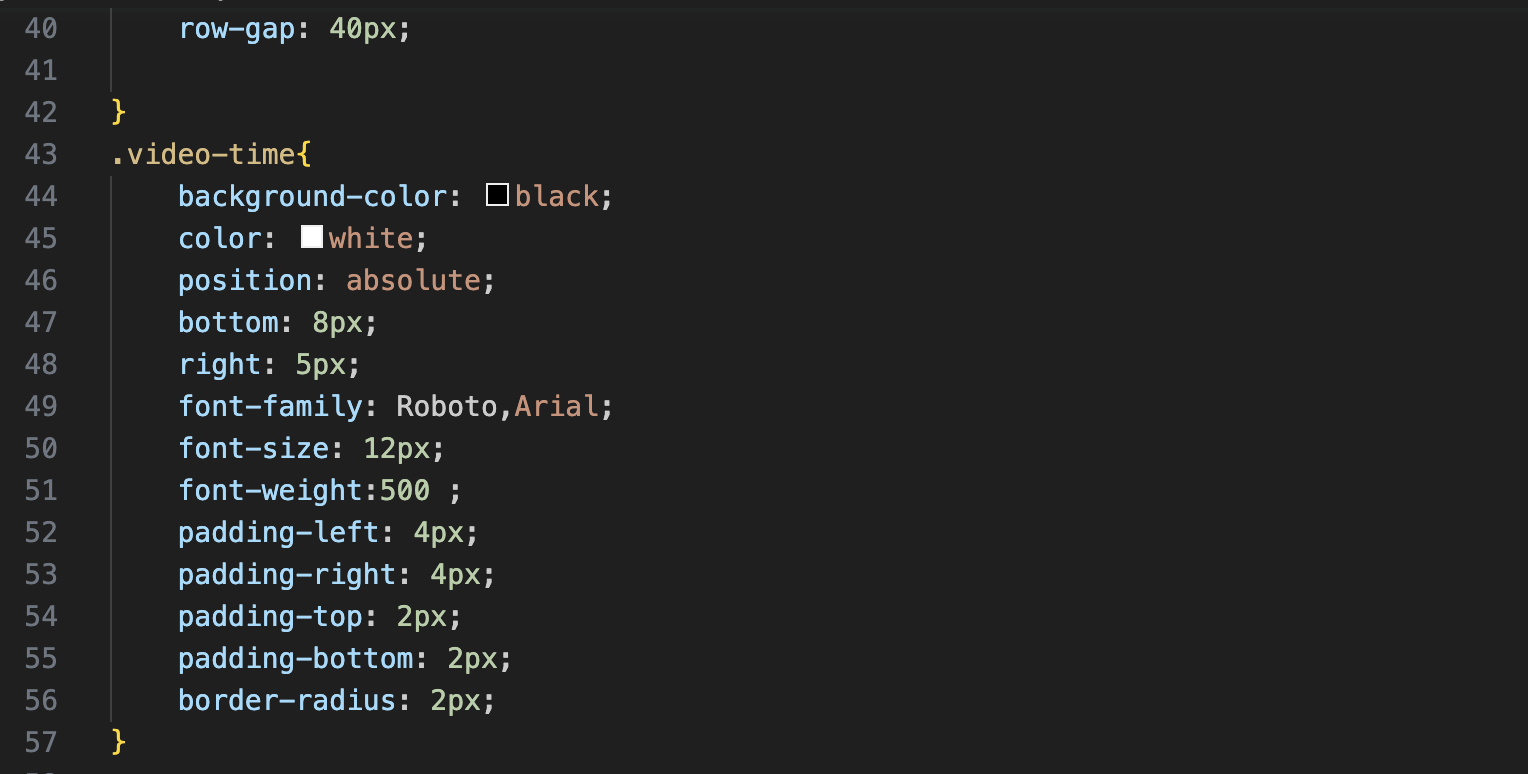 40 row-gap: 40px;
41
42 }
43 .video-time{
44 background-color: black;
45 color: white;
46 position: absolute;
47 bottom: 8px;
48 right: 5px;
49 font-family: Roboto,Arial;
50 font-size: 12px;
51 font-weight:500 ;
52 padding-left: 4px;
53 padding-right: 4px;
54 padding-top: 2px;
55 padding-bottom: 2px;
56 border-radius: 2px;
57 }